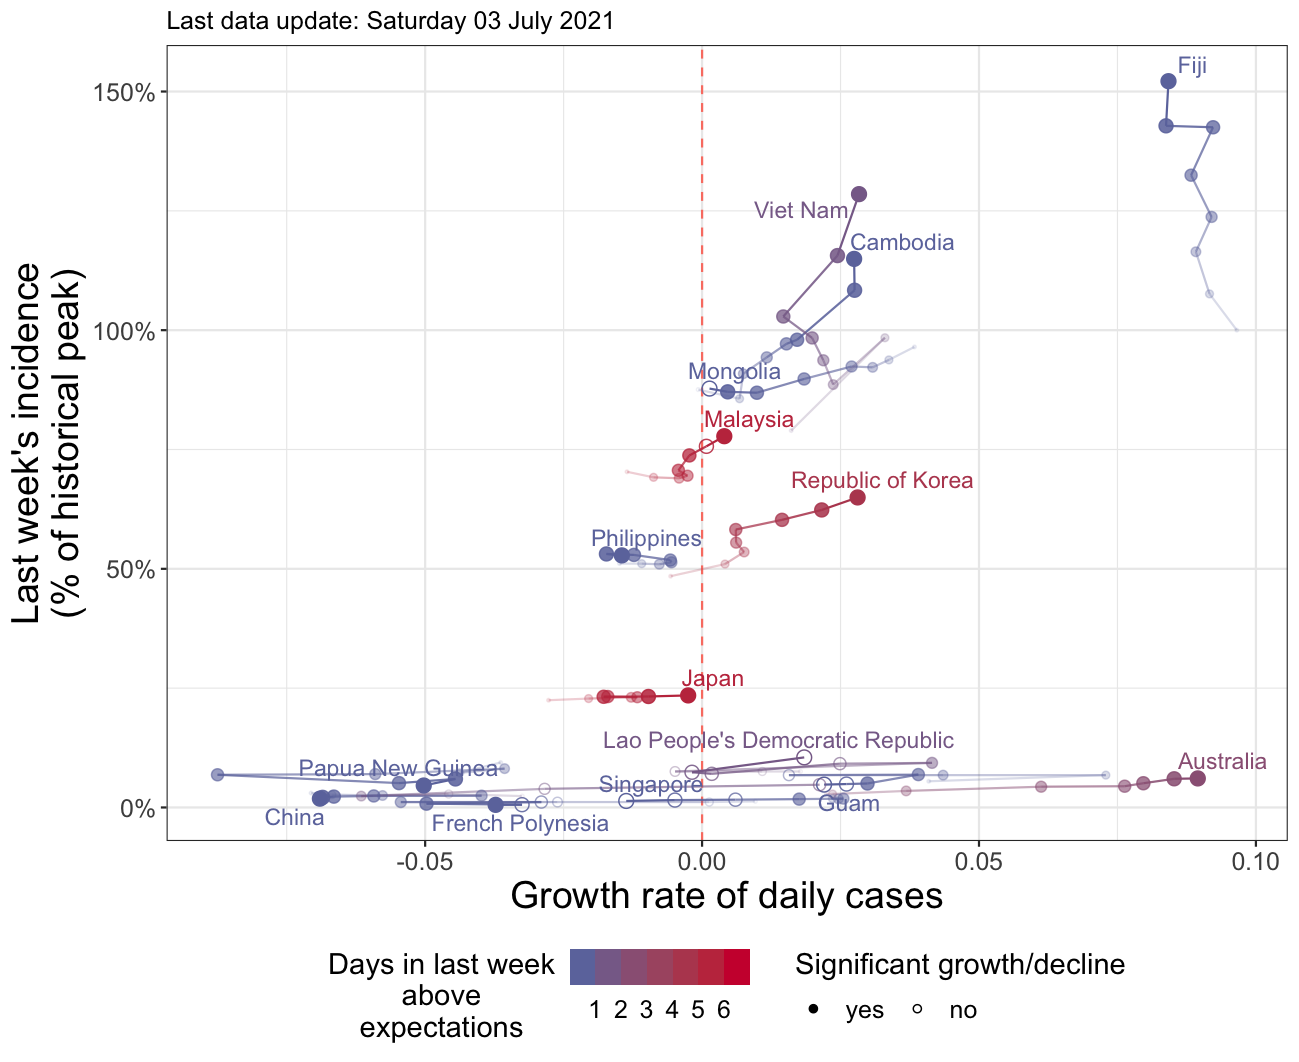 Last data update: Saturday 03 July 2021
Last week's incidence
(% of historical peak)
150%
100%
50%
0%
Fiji
Viet Nam
Cambodia
Mongolia
Malaysia
Republic of Korea
Philippines
Japan
Lao People's Democratic Republic
Australia
Papua New Guinea
Singapore
Guam
China
French Polynesia
-0.05
0.00
0.05
0.10
Growth rate of daily cases
Days in last week
above
expectations
1 2 3 4 5 6
Significant growth/decline
yes
no